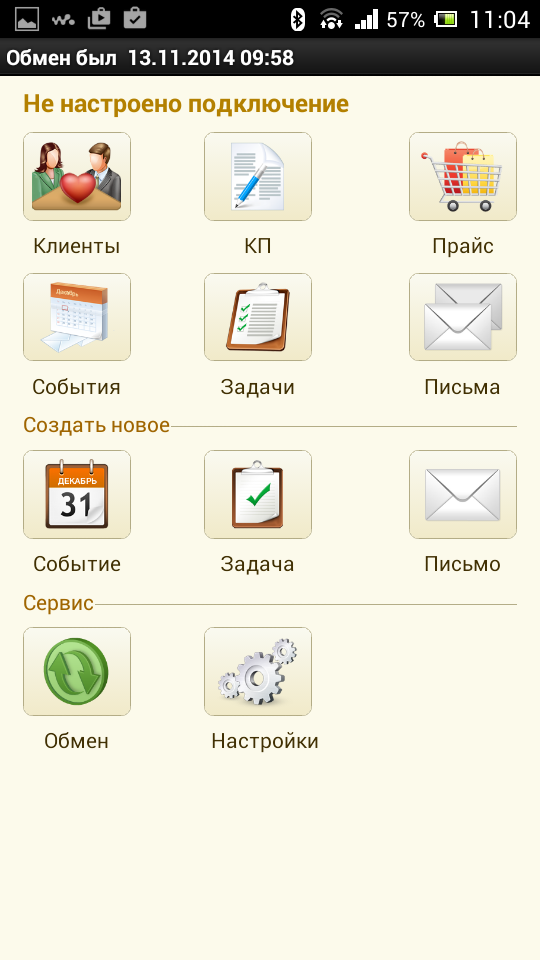 57% 11:04
Обмен был 13.11.2014 09:58
Не настроено подключение
Клиенты КП Прайс
Декабрь
События Задачи Письма
Создать новое
ДЕКАБРЬ
31
Событие Задача Письмо
Сервис
Обмен Настройки